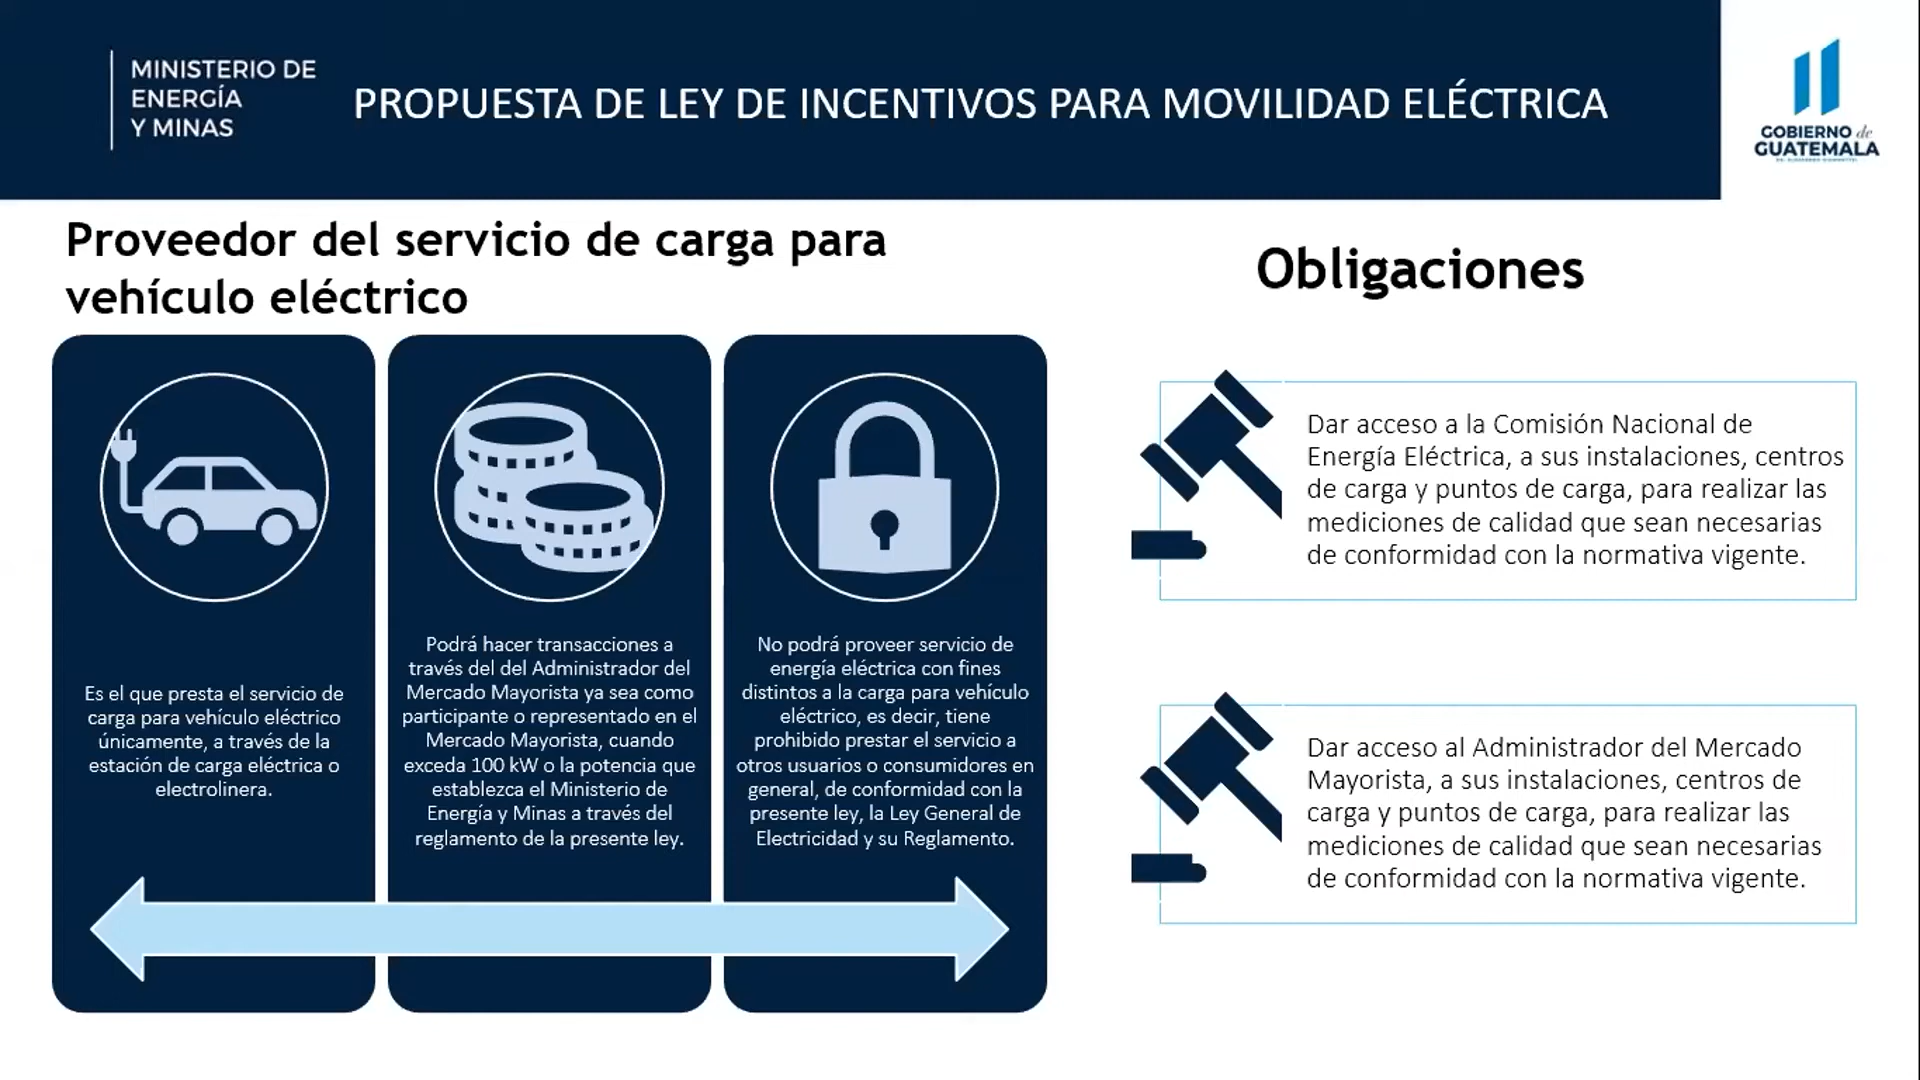 MINISTERIO DE
ENERGÍA
Y MINAS
PROPUESTA DE LEY DE INCENTIVOS PARA MOVILIDAD ELÉCTRICA
GOBIERNO de
GUATEMALA
Proveedor del servicio de carga para
vehículo eléctrico
Es el que presta el servicio de
carga para vehículo eléctrico
únicamente, a través de la
estación de carga eléctrica o
electrolinera.
Podrá hacer transacciones a
través del del Administrador del
Mercado Mayorista ya sea como
participante o representado en el
Mercado Mayorista, cuando
exceda 100 kW o la potencia que
establezca el Ministerio de
Energía y Minas a través del
reglamento de la presente ley.
No podrá proveer servicio de
energía eléctrica con fines
distintos a la carga para vehículo
eléctrico, es decir, tiene
prohibido prestar el servicio a
otros usuarios o consumidores en
general, de conformidad con la
presente ley, la Ley General de
Electricidad y su Reglamento.
Obligaciones
Dar acceso a la Comisión Nacional de
Energía Eléctrica, a sus instalaciones, centros
de carga y puntos de carga, para realizar las
mediciones de calidad que sean necesarias
de conformidad con la normativa vigente.
Dar acceso al Administrador del Mercado
Mayorista, a sus instalaciones, centros de
carga y puntos de carga, para realizar las
mediciones de calidad que sean necesarias
de conformidad con la normativa vigente.